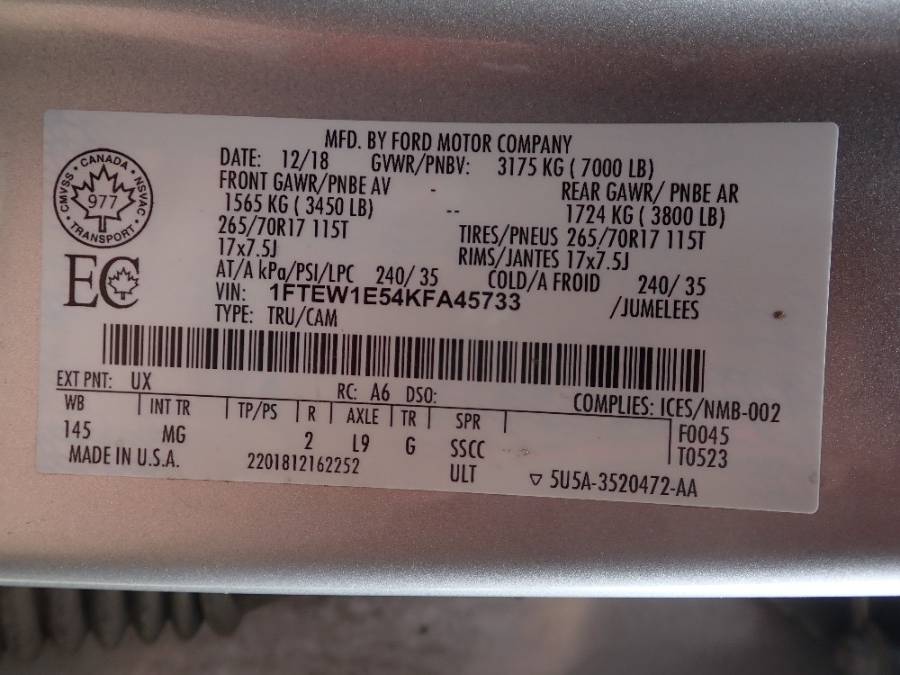 MFD. BY FORD MOTOR COMPANY
DATE: 12/18 GVWR/PNBV: 3175 KG ( 7000 LB)
FRONT GAWR/PNBE AV - REAR GAWR/ PNBE AR
1565 KG ( 3450 LB) -- 1724 KG ( 3800 LB)
265/70R17 115T TIRES/PNEUS 265/70R17 115T
17x7.5J RIMS/JANTES 17x7.5J
AT/A kPa/PSI/LPC 240/ 35 COLD/A FROID 240/ 35
VIN: 1FTEW1E54KFA45733 /JUMELEES
TYPE: TRU/CAM
CANADA
CMVSS · NSVAC
977
TRANSPORT
EC
EXT PNT: UX RC: A6 DSO: COMPLIES: ICES/NMB-002
WB INT TR TP/PS R AXLE TR SPR F0045
145 MG 2 L9 G SSCC T0523
MADE IN U.S.A. 2201812162252 ULT ▽ 5U5A-3520472-AA